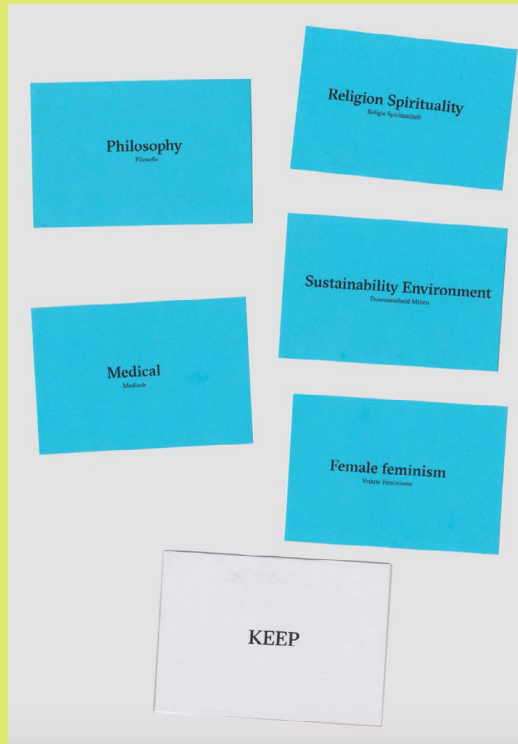 Philosophy
Filosofie
Religion Spirituality
Religie Spiritualiteit
Sustainability Environment
Duurzaamheid Milieu
Medical
Medisch
Female feminism
Vrouw Feminisme
KEEP